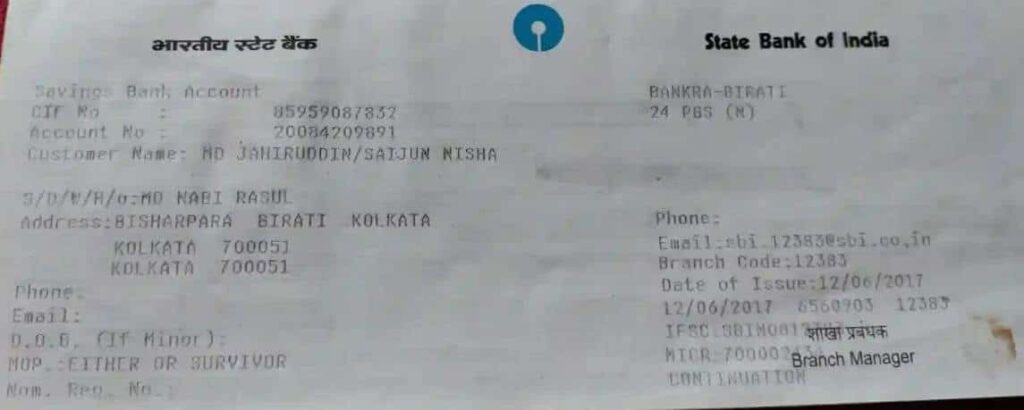 भारतीय स्टेट बैंक
State Bank of India
Savings Bank Account
CIF No : 85959087832
Account No : 20084209891
Customer Name: MD JAHIRUDDIN/SAIJUN NISHA
S/D/W/H/o:MD NABI RASUL
Address:BISHARPARA BIRATI KOLKATA
KOLKATA 700051
KOLKATA 700051
Phone:
Email:
D.O.B. (If Minor):
MOP.:EITHER OR SURVIVOR
Nom. Reg. No.:
BANKRA-BIRATI
24 PGS (N)
Phone:
Email:sbi.12383@sbi.co.in
Branch Code:12383
Date of Issue:12/06/2017
12/06/2017 6560903 12383
IFSC:
शाखा प्रबंधक
MICR:
Branch Manager
CONTINUATION